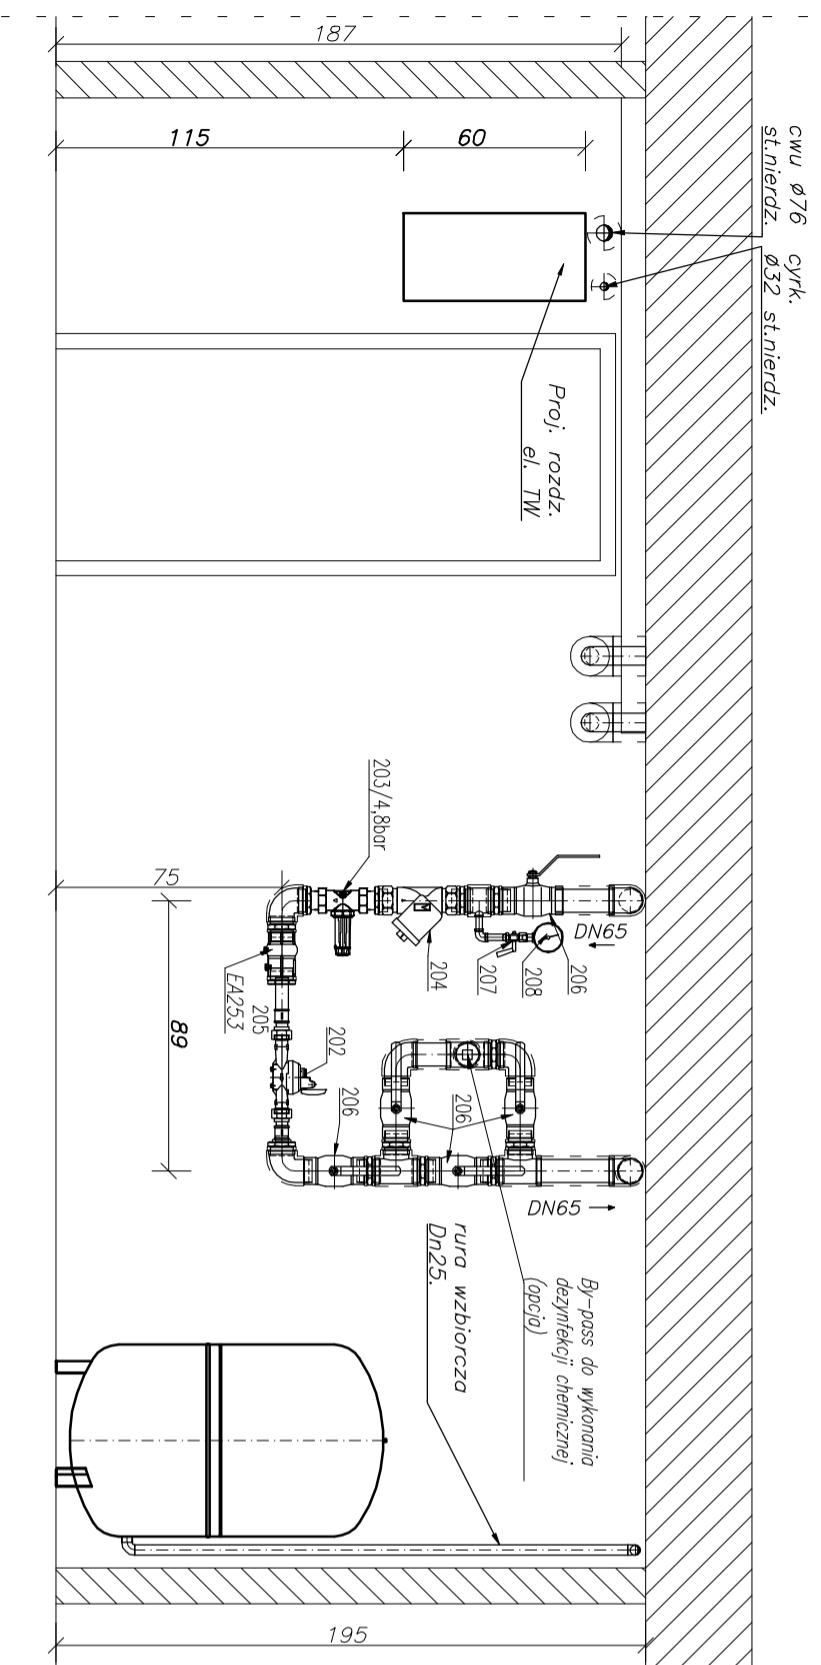 187
115
60
cwu ø76
st.nierdz.
cyrk.
ø32 st.nierdz.
Proj. rozdz.
el. TW
203/4,8bar
75
DN65
206
208
207
204
205
EA253
89
202
206
206
DN65
By-pass do wykonania
dezynfekcji chemicznej
(opcja)
rura wzbiorcza
Dn25.
195
M